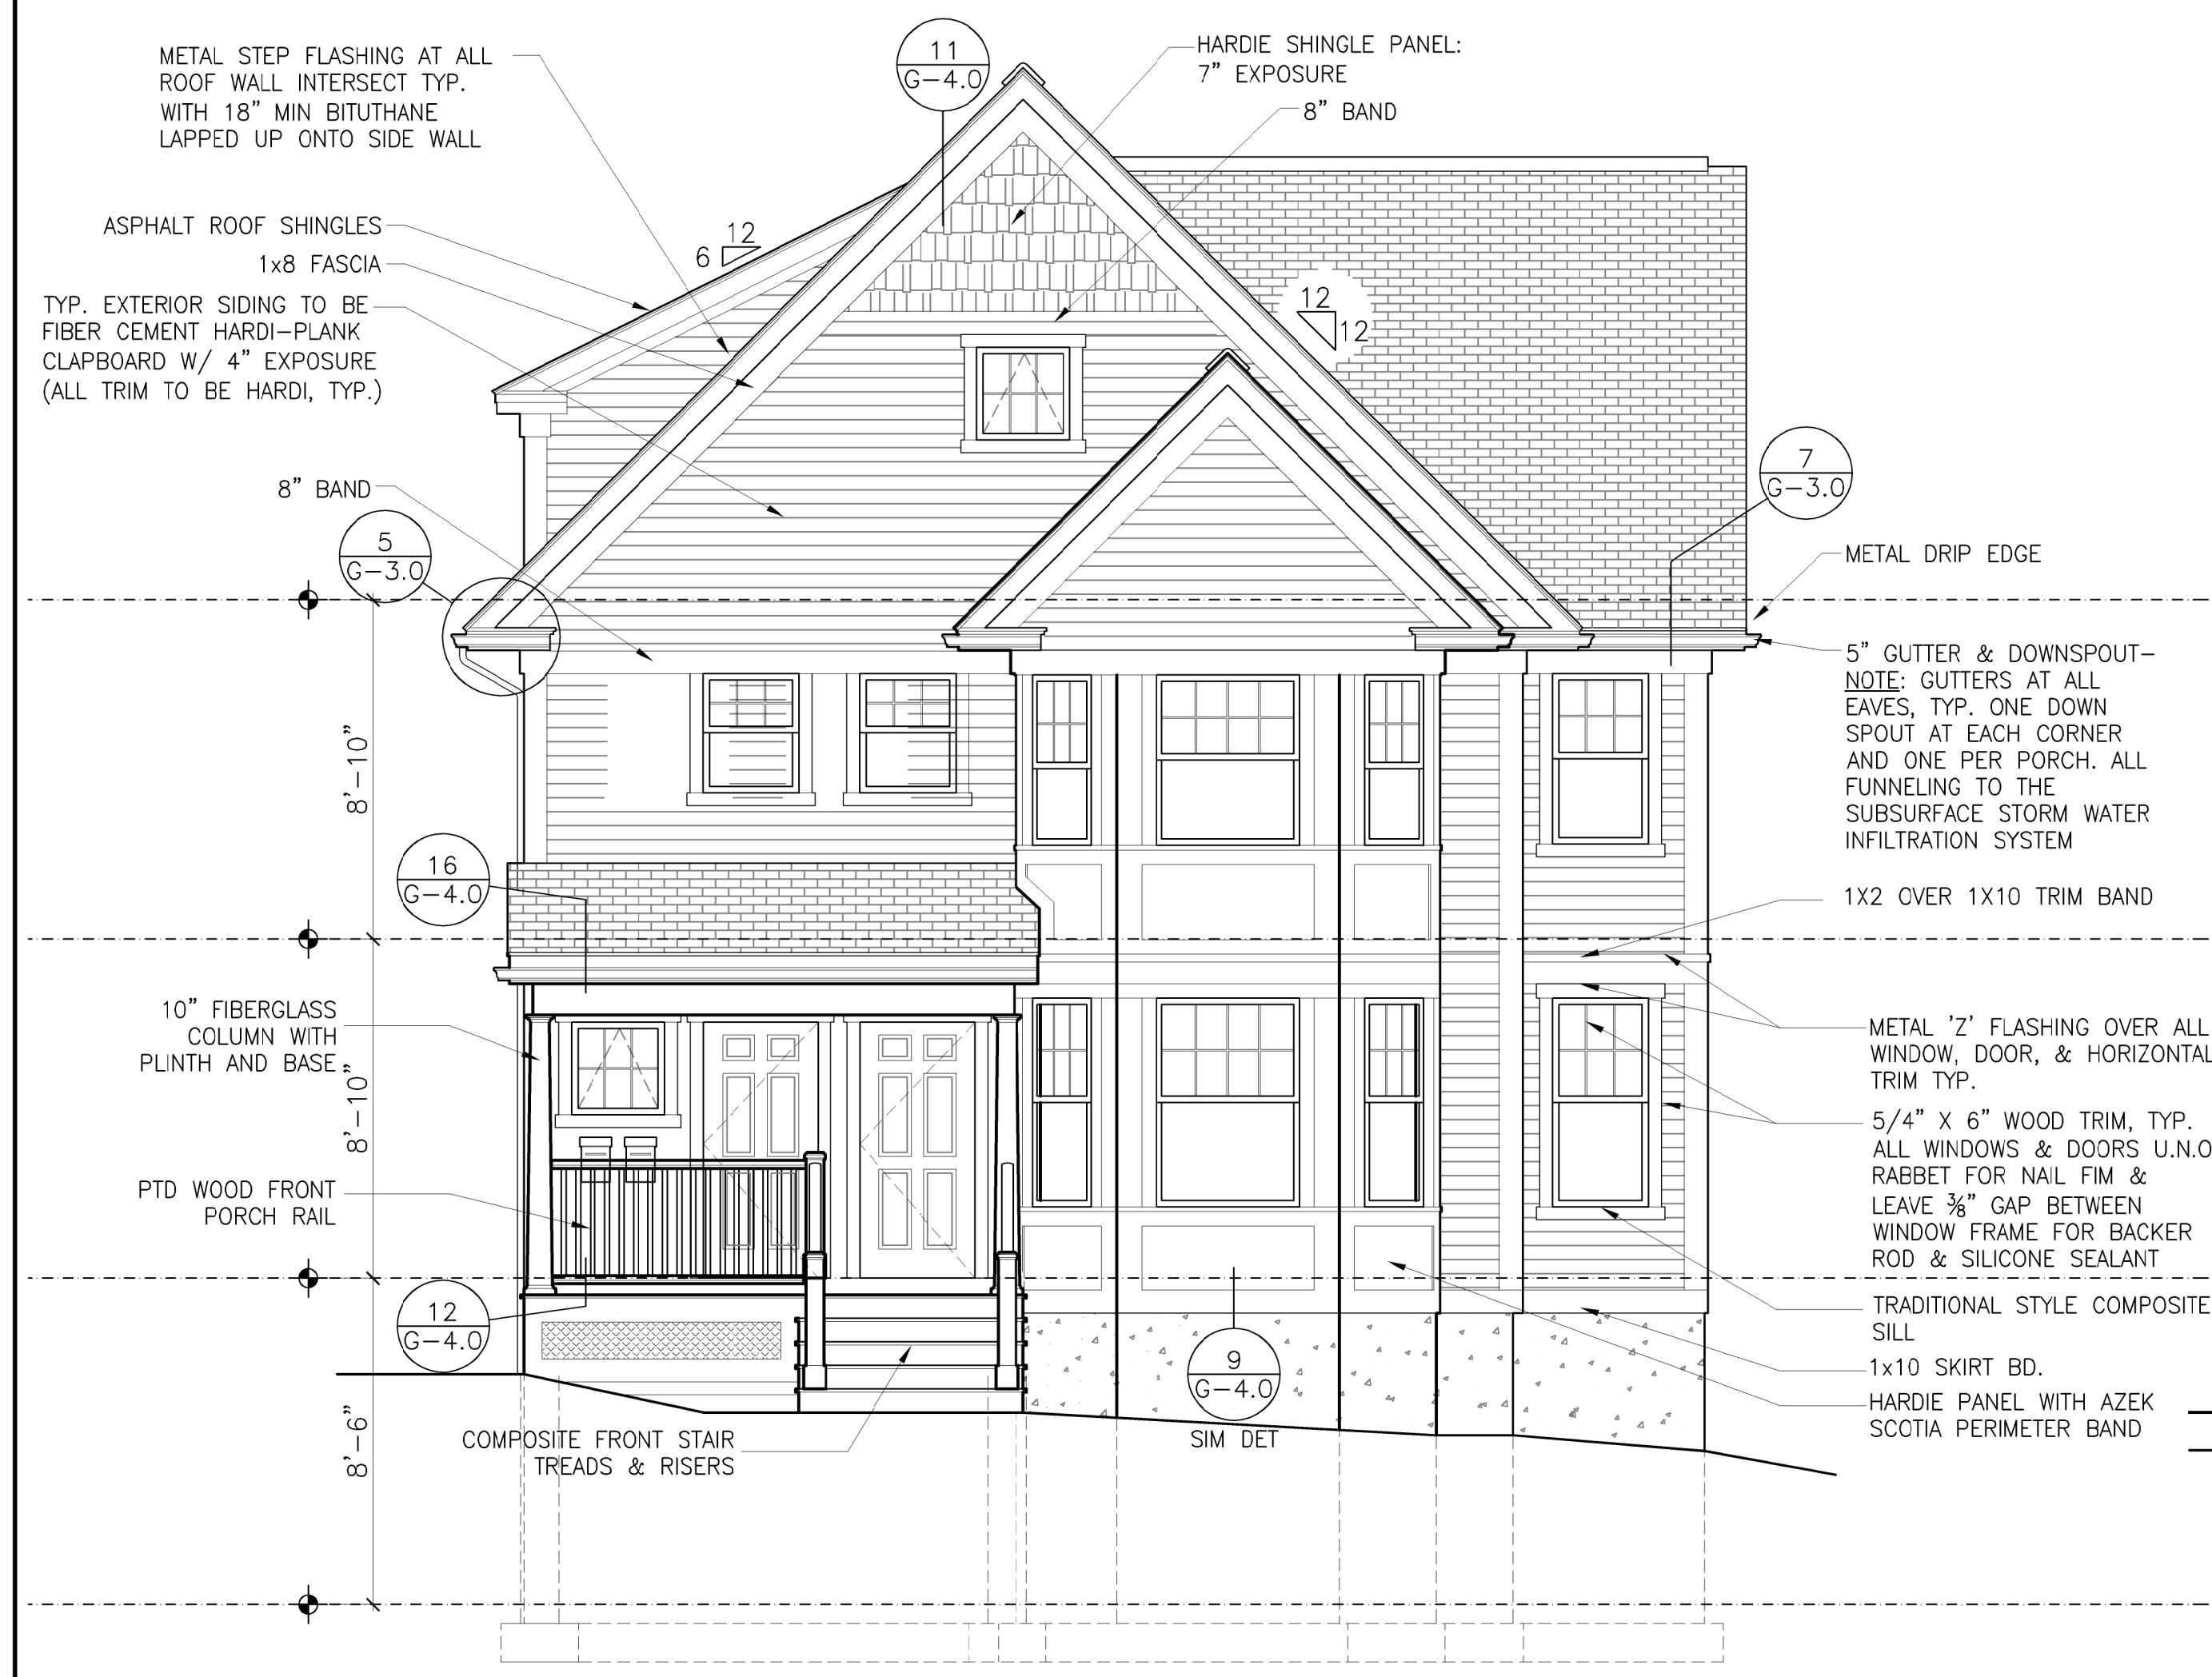 METAL STEP FLASHING AT ALL
ROOF WALL INTERSECT TYP.
WITH 18" MIN BITUTHANE
LAPPED UP ONTO SIDE WALL
11
G-4.0
HARDIE SHINGLE PANEL:
7" EXPOSURE
8" BAND
ASPHALT ROOF SHINGLES
1x8 FASCIA
12
6
TYP. EXTERIOR SIDING TO BE
FIBER CEMENT HARDI-PLANK
CLAPBOARD W/ 4" EXPOSURE
(ALL TRIM TO BE HARDI, TYP.)
12
12
8" BAND
5
G-3.0
7
G-3.0
METAL DRIP EDGE
5" GUTTER & DOWNSPOUT-
NOTE: GUTTERS AT ALL
EAVES, TYP. ONE DOWN
SPOUT AT EACH CORNER
AND ONE PER PORCH. ALL
FUNNELING TO THE
SUBSURFACE STORM WATER
INFILTRATION SYSTEM
8'-10"
16
G-4.0
1X2 OVER 1X10 TRIM BAND
10" FIBERGLASS
COLUMN WITH
PLINTH AND BASE
8'-10"
METAL 'Z' FLASHING OVER ALL
WINDOW, DOOR, & HORIZONTAL
TRIM TYP.
5/4" X 6" WOOD TRIM, TYP.
ALL WINDOWS & DOORS U.N.O
RABBET FOR NAIL FIM &
LEAVE ⅜" GAP BETWEEN
WINDOW FRAME FOR BACKER
ROD & SILICONE SEALANT
PTD WOOD FRONT
PORCH RAIL
12
G-4.0
TRADITIONAL STYLE COMPOSITE
SILL
1x10 SKIRT BD.
HARDIE PANEL WITH AZEK
SCOTIA PERIMETER BAND
9
G-4.0
SIM DET
8'-6"
COMPOSITE FRONT STAIR
TREADS & RISERS